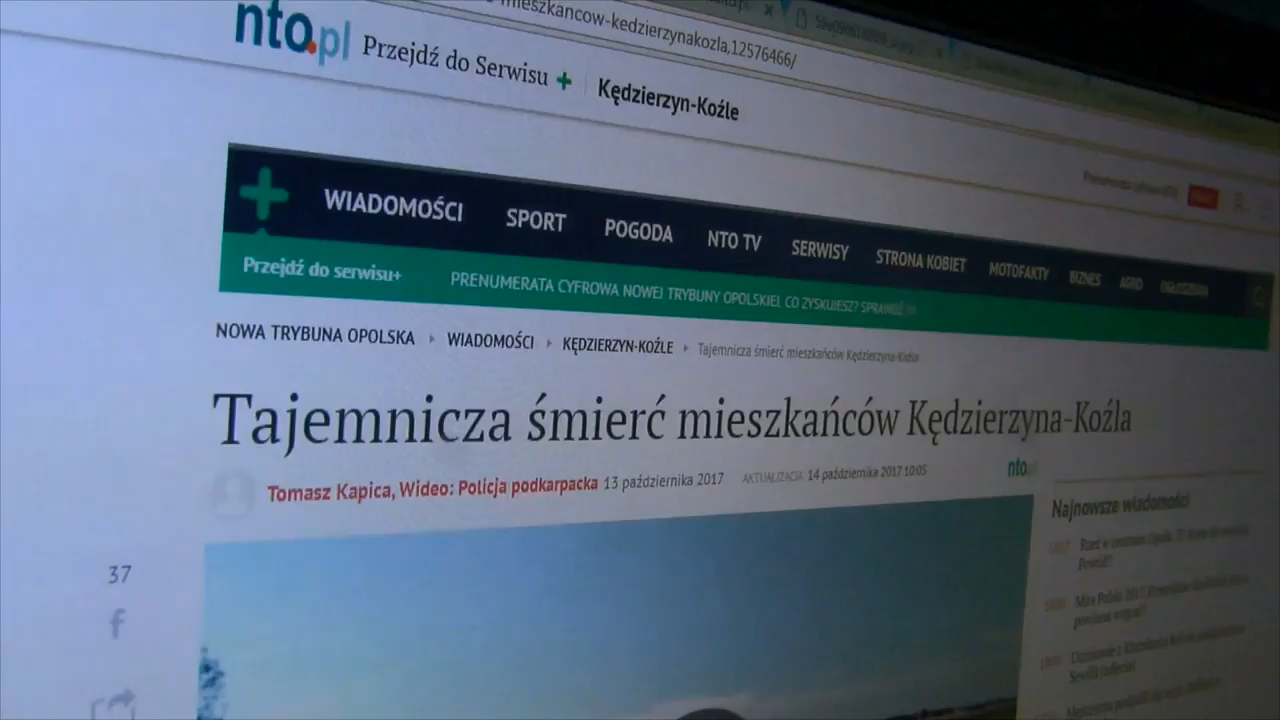 mieszkancow-kedzierzynakozla,12576466/
nto.pl Przejdź do Serwisu + Kędzierzyn-Koźle
WIADOMOŚCI SPORT POGODA NTO TV SERWISY STRONA KOBIET MOTOFAKTY BIZNES AGRO OGŁOSZENIA
Przejdź do serwisu+ PRENUMERATA CYFROWA NOWEJ TRYBUNY OPOLSKIEJ. CO ZYSKUJESZ? SPRAWDŹ
NOWA TRYBUNA OPOLSKA WIADOMOŚCI KĘDZIERZYN-KOŹLE Tajemnicza śmierć mieszkańców Kędzierzyna-Koźla
Tajemnicza śmierć mieszkańców Kędzierzyna-Koźla
Tomasz Kapica, Wideo: Policja podkarpacka 13 października 2017 AKTUALIZACJA 14 października 2017 10:05
nto
Najnowsze wiadomości
37
f